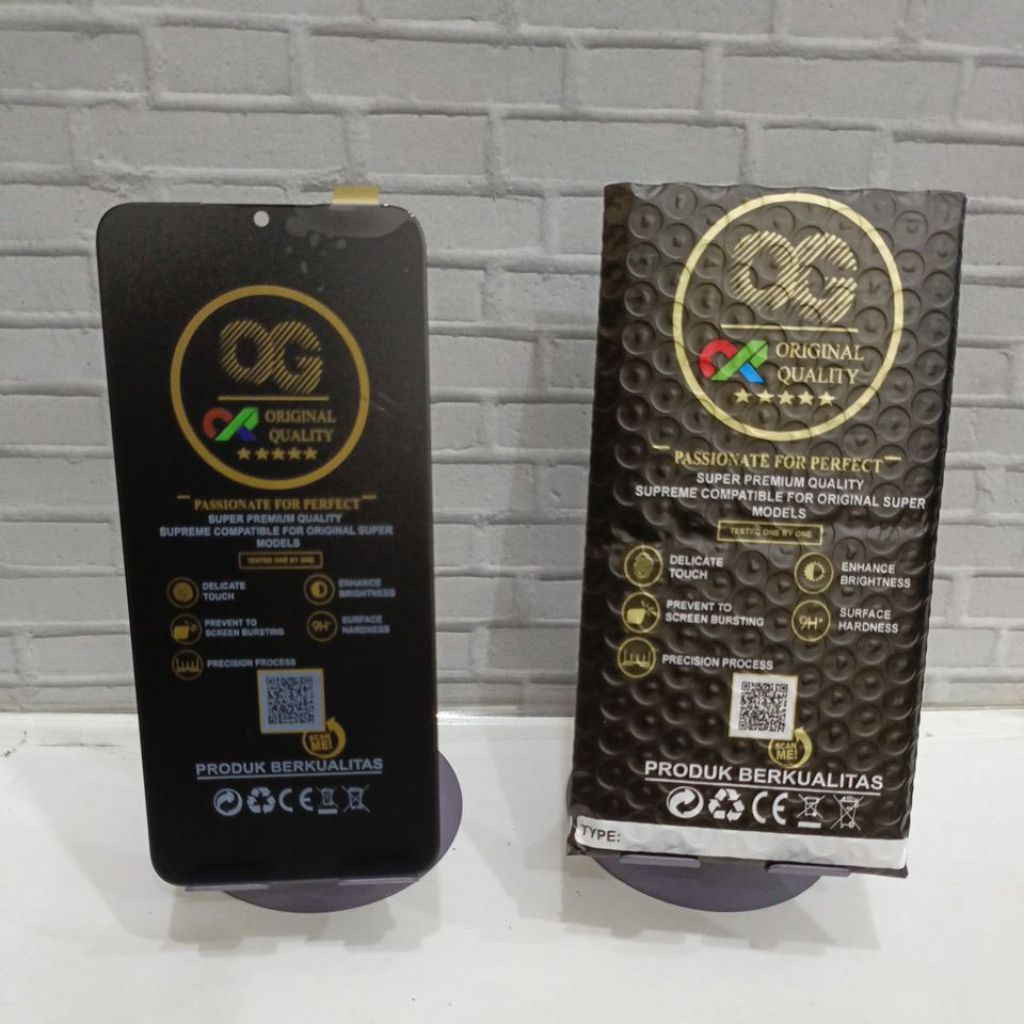 OG
ORIGINAL
QUALITY
PASSIONATE FOR PERFECT
SUPER PREMIUM QUALITY
SUPREME COMPATIBLE FOR ORIGINAL SUPER
MODELS
TESTED ONE BY ONE
DELICATE
TOUCH
ENHANCE
BRIGHTNESS
PREVENT TO
SCREEN BURSTING
9H+
SURFACE
HARDNESS
PRECISION PROCESS
SCAN
ME!
PRODUK BERKUALITAS
CE
OG
ORIGINAL
QUALITY
PASSIONATE FOR PERFECT
SUPER PREMIUM QUALITY
SUPREME COMPATIBLE FOR ORIGINAL SUPER
MODELS
TESTED ONE BY ONE
DELICATE
TOUCH
ENHANCE
BRIGHTNESS
PREVENT TO
SCREEN BURSTING
9H+
SURFACE
HARDNESS
PRECISION PROCESS
SCAN
ME!
PRODUK BERKUALITAS
CE
TYPE: